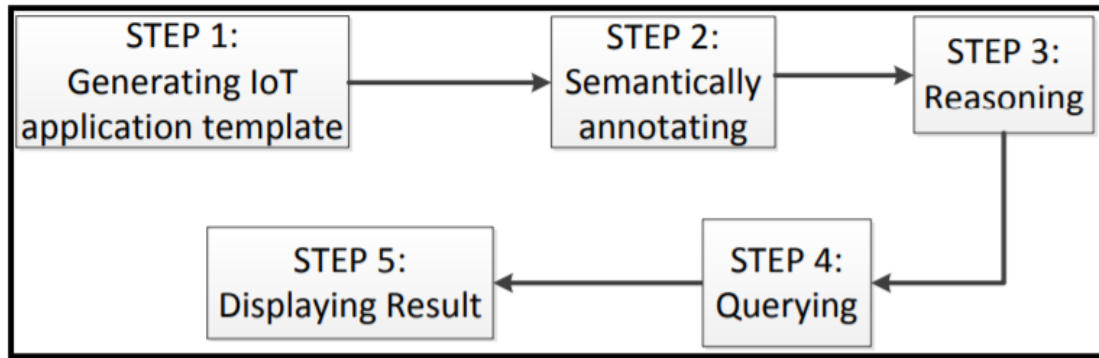 STEP 1:
Generating IoT
application template
STEP 2:
Semantically
annotating
STEP 3:
Reasoning
STEP 4:
Querying
STEP 5:
Displaying Result